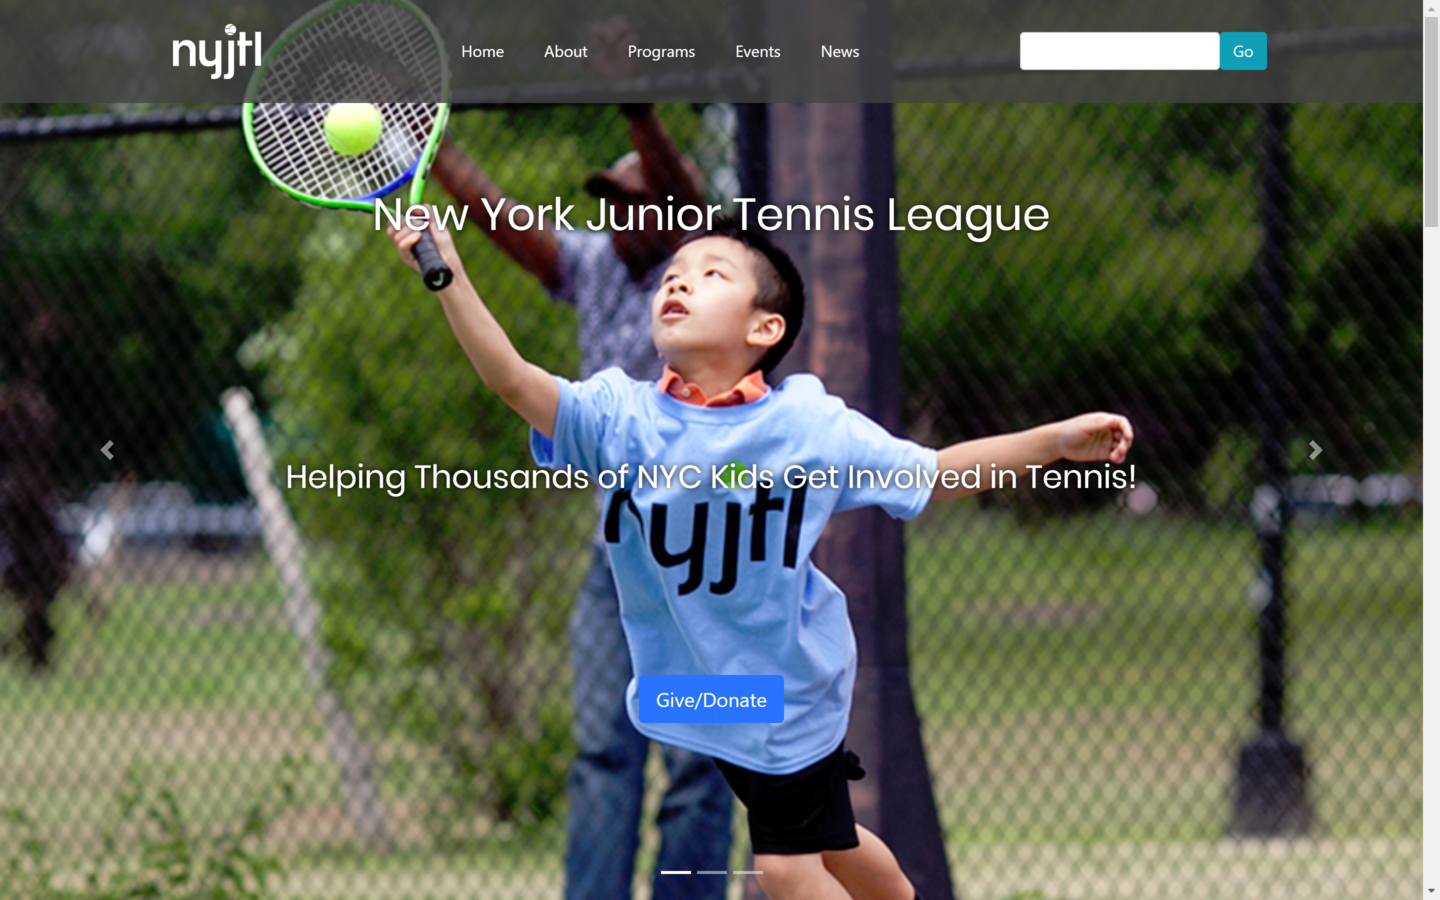 nyjtl
Home
About
Programs
Events
News
Go
New York Junior Tennis League
Helping Thousands of NYC Kids Get Involved in Tennis!
nyjtl
Give/Donate